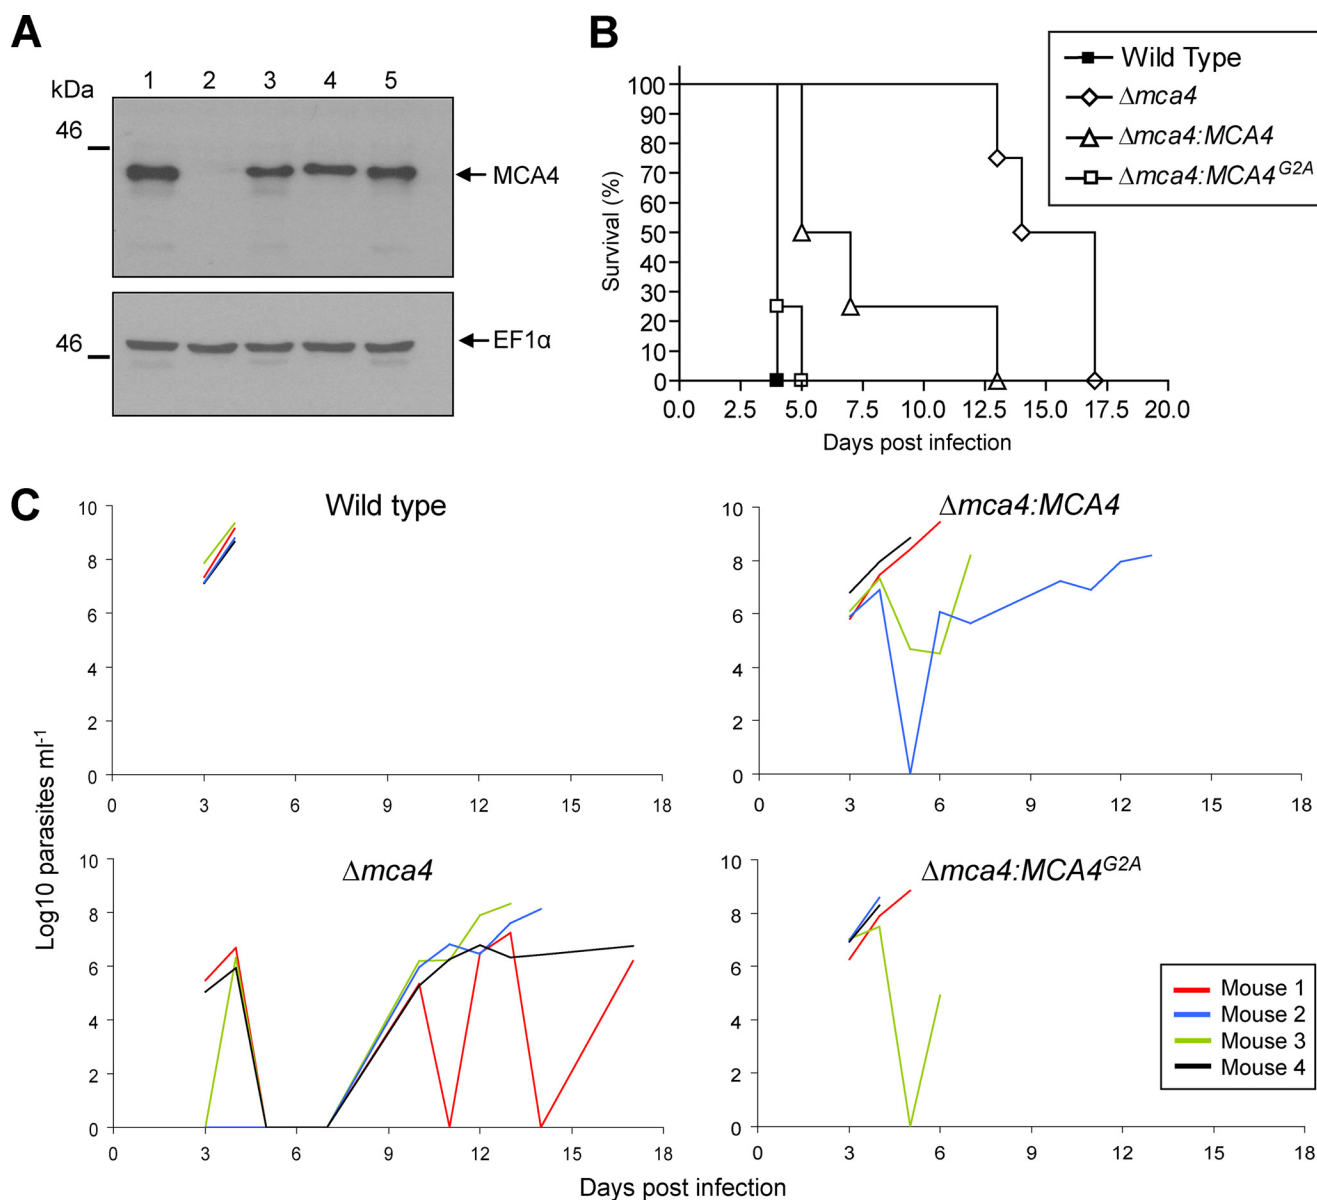 A
kDa
1 2 3 4 5
46
MCA4
46
EF1α
B
Wild Type
Δmca4
Δmca4:MCA4
Δmca4:MCA4^G2A
Survival (%)
100
90
80
70
60
50
40
30
20
10
0
0.0 2.5 5.0 7.5 10.0 12.5 15.0 17.5 20.0
Days post infection
C
Log10 parasites ml-1
Wild type
10
8
6
4
2
0
0 3 6 9 12 15 18
Δmca4:MCA4
10
8
6
4
2
0
0 3 6 9 12 15 18
Δmca4
10
8
6
4
2
0
0 3 6 9 12 15 18
Δmca4:MCA4^G2A
10
8
6
4
2
0
0 3 6 9 12 15 18
Mouse 1
Mouse 2
Mouse 3
Mouse 4
Days post infection